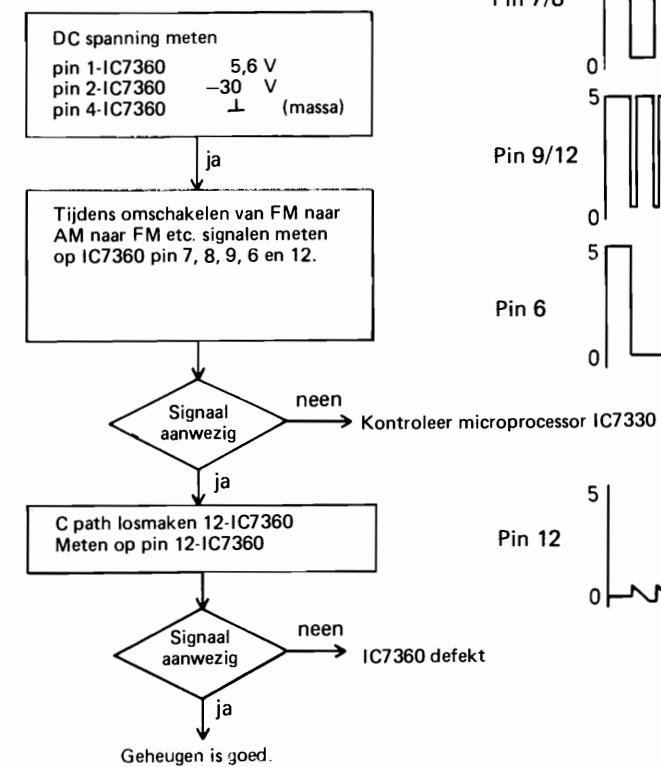 DC spanning meten
pin 1-IC7360 5,6 V
pin 2-IC7360 −30 V
pin 4-IC7360 ⊥ (massa)
ja
Tijdens omschakelen van FM naar
AM naar FM etc. signalen meten
op IC7360 pin 7, 8, 9, 6 en 12.
Signaal
aanwezig
neen
Kontroleer microprocessor IC7330
ja
C path losmaken 12-IC7360
Meten op pin 12-IC7360
Signaal
aanwezig
neen
IC7360 defekt
ja
Geheugen is goed.
Pin 7/8
0
5
Pin 9/12
0
5
Pin 6
0
5
Pin 12
0